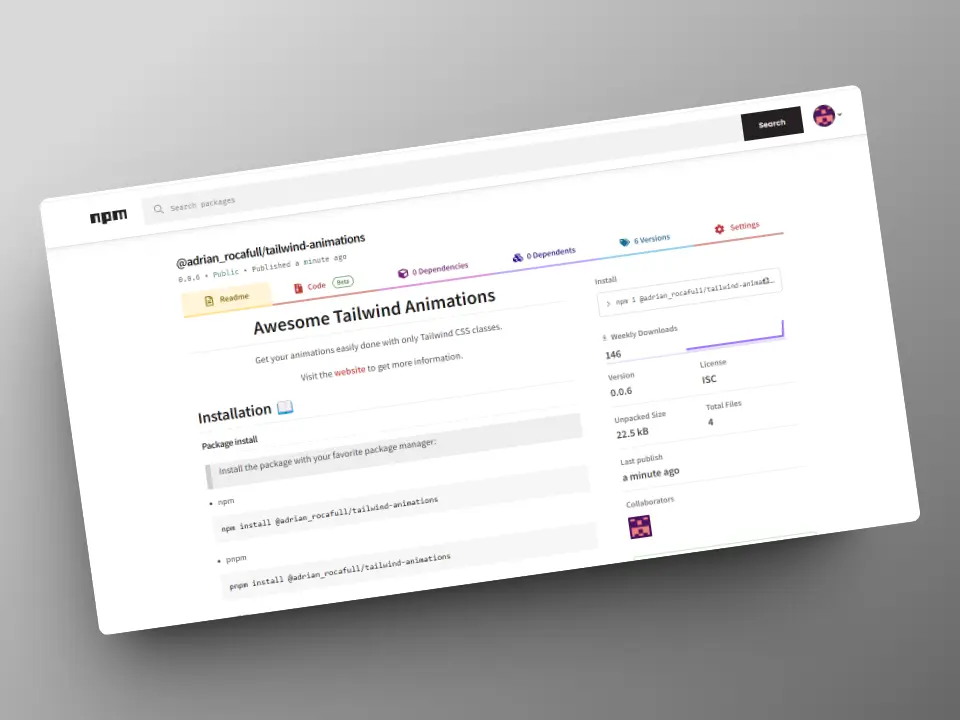 npm
Search packages
Search
@adrian_rocafull/tailwind-animations
0.0.6 • Public • Published a minute ago
Readme
Code Beta
0 Dependencies
0 Dependents
6 Versions
Settings
Awesome Tailwind Animations
Get your animations easily done with only Tailwind CSS classes.
Visit the website to get more information.
Installation
Package install
Install the package with your favorite package manager:
• npm
npm install @adrian_rocafull/tailwind-animations
• pnpm
pnpm install @adrian_rocafull/tailwind-animations
Install
npm i @adrian_rocafull/tailwind-animat…
Weekly Downloads
146
Version
0.0.6
License
ISC
Unpacked Size
22.5 kB
Total Files
4
Last publish
a minute ago
Collaborators